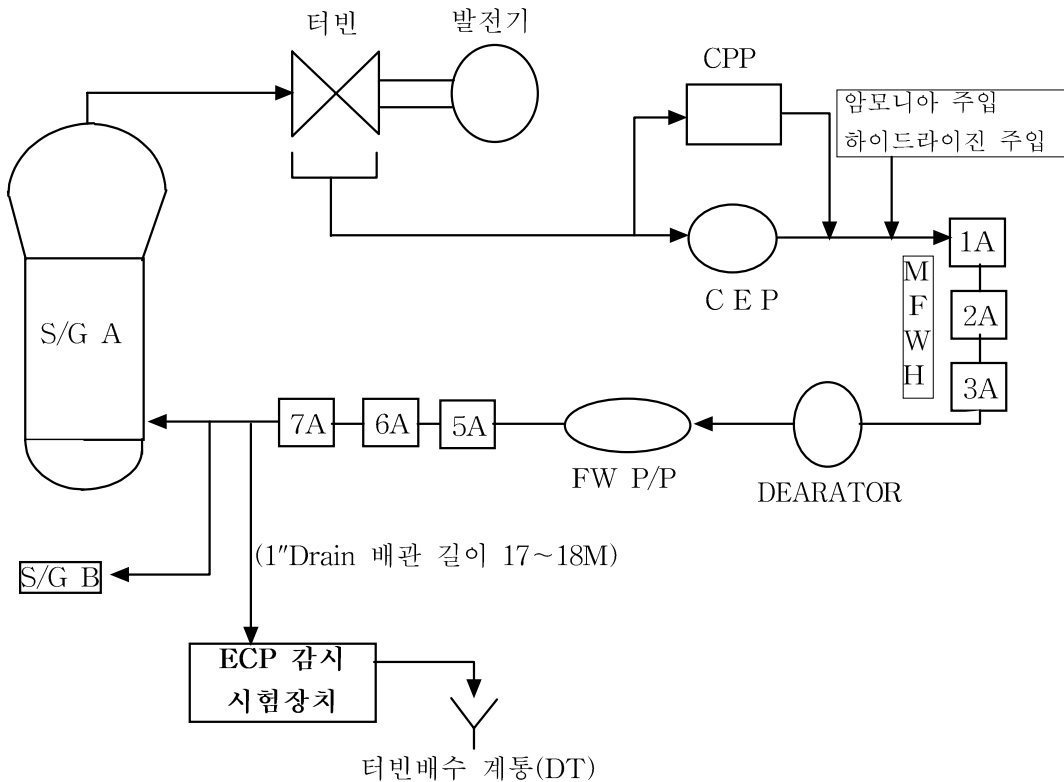 터빈
발전기
CPP
암모니아 주입
하이드라이진 주입
1A
M
F
W
H
2A
3A
C E P
S/G A
7A
6A
5A
FW P/P
DEARATOR
(1"Drain 배관 길이 17~18M)
S/G B
ECP 감시
시험장치
터빈배수 계통(DT)